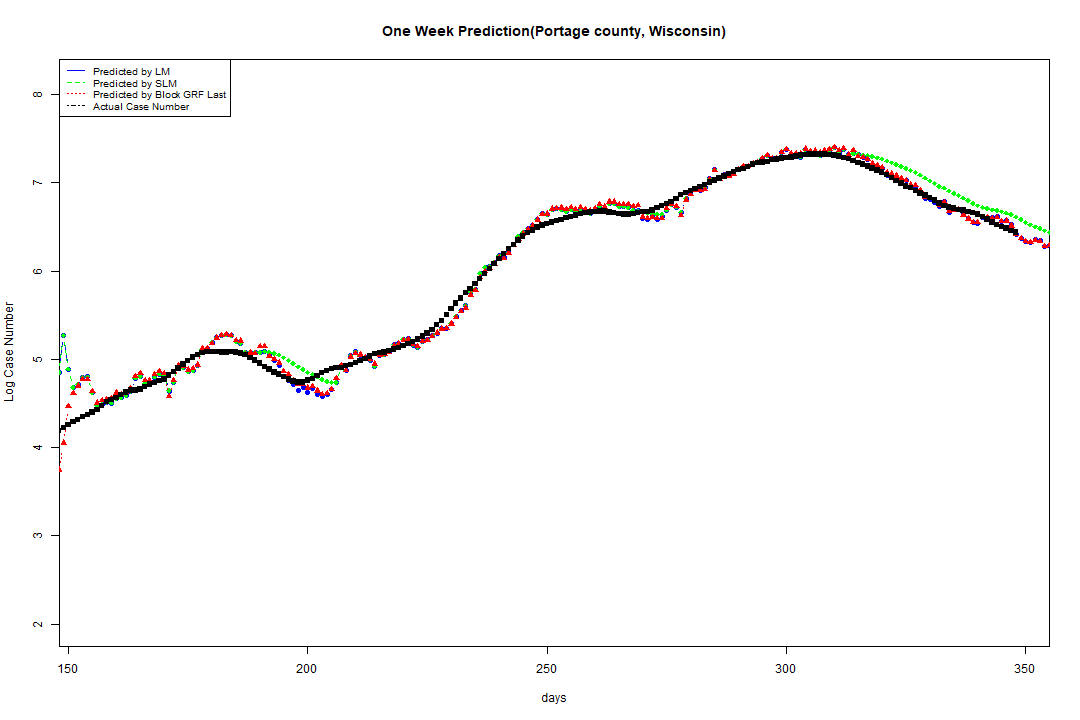 One Week Prediction(Portage county, Wisconsin)
Predicted by LM
Predicted by SLM
Predicted by Block GRF Last
Actual Case Number
8
7
6
5
4
3
2
Log Case Number
150 200 250 300 350
days